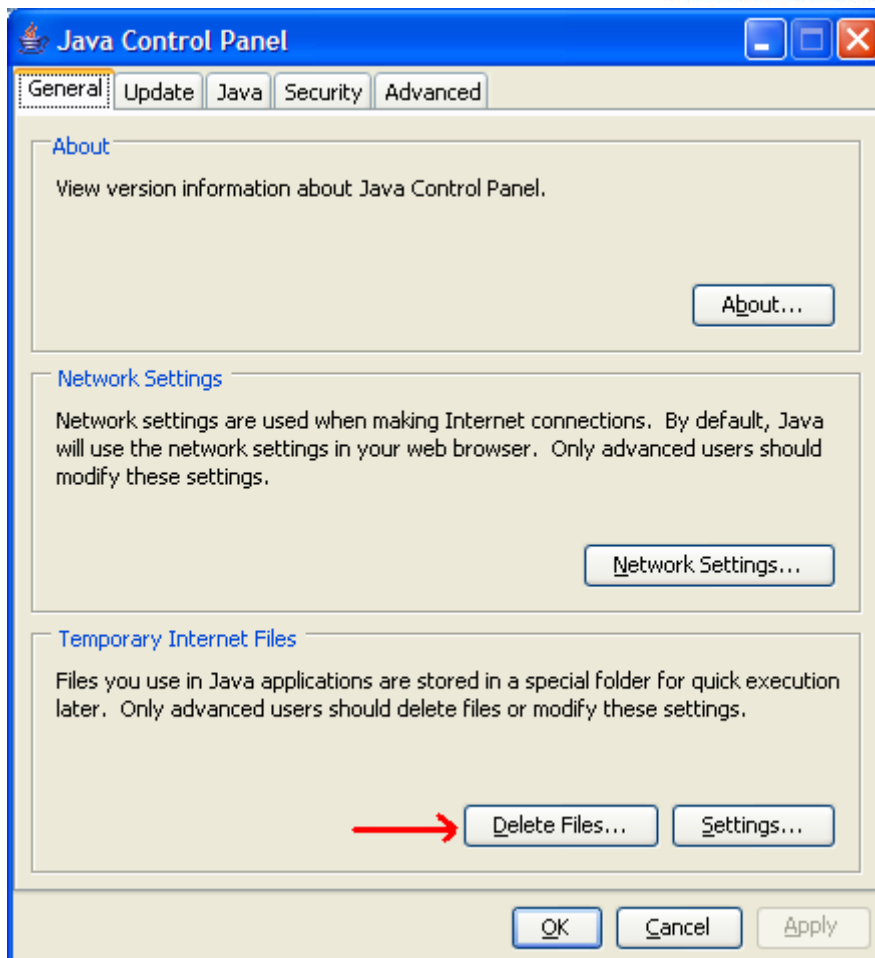 Java Control Panel
General Update Java Security Advanced
About
View version information about Java Control Panel.
About...
Network Settings
Network settings are used when making Internet connections.  By default, Java
will use the network settings in your web browser.  Only advanced users should
modify these settings.
Network Settings...
Temporary Internet Files
Files you use in Java applications are stored in a special folder for quick execution
later.  Only advanced users should delete files or modify these settings.
Delete Files... Settings...
OK Cancel Apply